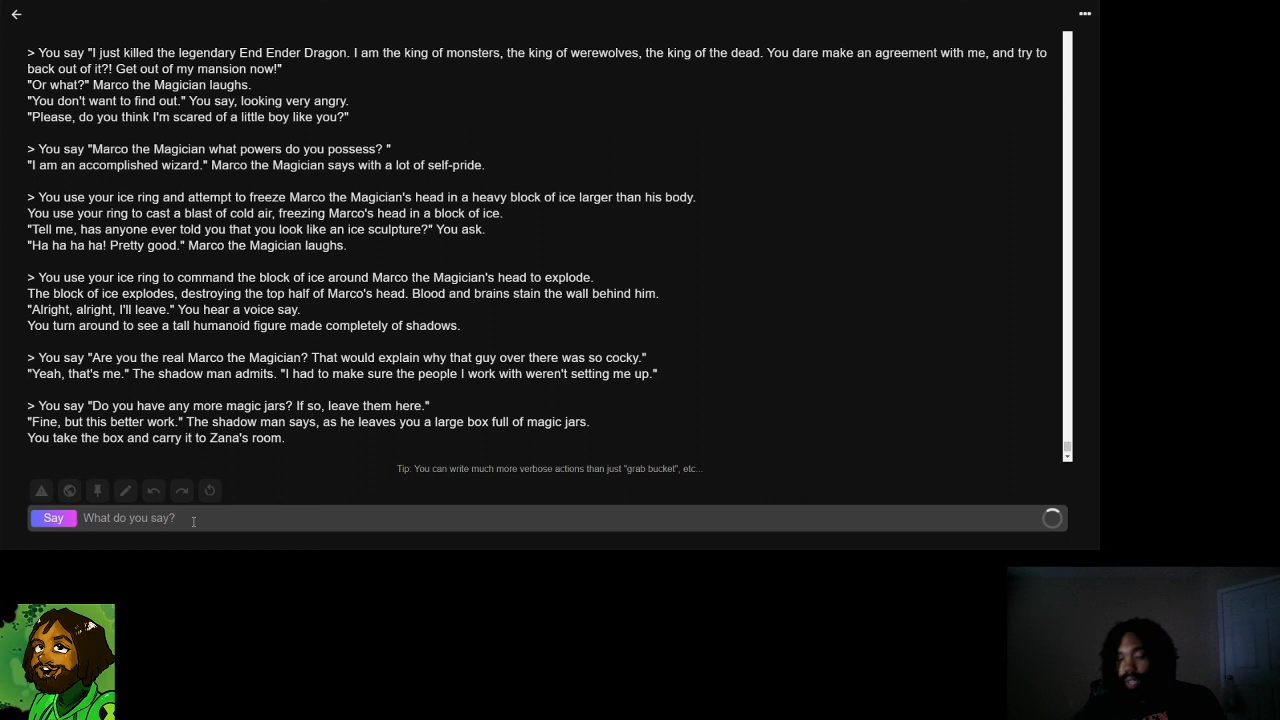 > You say "I just killed the legendary End Ender Dragon. I am the king of monsters, the king of werewolves, the king of the dead. You dare make an agreement with me, and try to
back out of it?! Get out of my mansion now!"
"Or what?" Marco the Magician laughs.
"You don't want to find out." You say, looking very angry.
"Please, do you think I'm scared of a little boy like you?"
> You say "Marco the Magician what powers do you possess? "
"I am an accomplished wizard." Marco the Magician says with a lot of self-pride.
> You use your ice ring and attempt to freeze Marco the Magician's head in a heavy block of ice larger than his body.
You use your ring to cast a blast of cold air, freezing Marco's head in a block of ice.
"Tell me, has anyone ever told you that you look like an ice sculpture?" You ask.
"Ha ha ha ha! Pretty good." Marco the Magician laughs.
> You use your ice ring to command the block of ice around Marco the Magician's head to explode.
The block of ice explodes, destroying the top half of Marco's head. Blood and brains stain the wall behind him.
"Alright, alright, I'll leave." You hear a voice say.
You turn around to see a tall humanoid figure made completely of shadows.
> You say "Are you the real Marco the Magician? That would explain why that guy over there was so cocky."
"Yeah, that's me." The shadow man admits. "I had to make sure the people I work with weren't setting me up."
> You say "Do you have any more magic jars? If so, leave them here."
"Fine, but this better work." The shadow man says, as he leaves you a large box full of magic jars.
You take the box and carry it to Zana's room.
Tip: You can write much more verbose actions than just "grab bucket", etc...
Say What do you say?